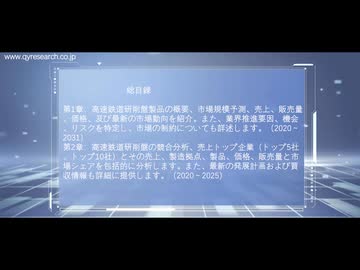 www.qyresearch.co.jp
総目録
第1章　高速鉄道研削盤製品の概要、市場規模予測、売上、販売量
、価格、及び最新の市場動向を紹介。また、業界推進要因、機会
、リスクを特定し、市場の制約についても詳述します。（2020～
2031）
第2章　高速鉄道研削盤の競合分析、売上トップ企業（トップ5社
、トップ10社）とその売上、製造拠点、製品、価格、販売量と市
場シェアを包括的に分析します。また、最新の発展計画および買
収情報も詳細に提供します。（2020～2025）